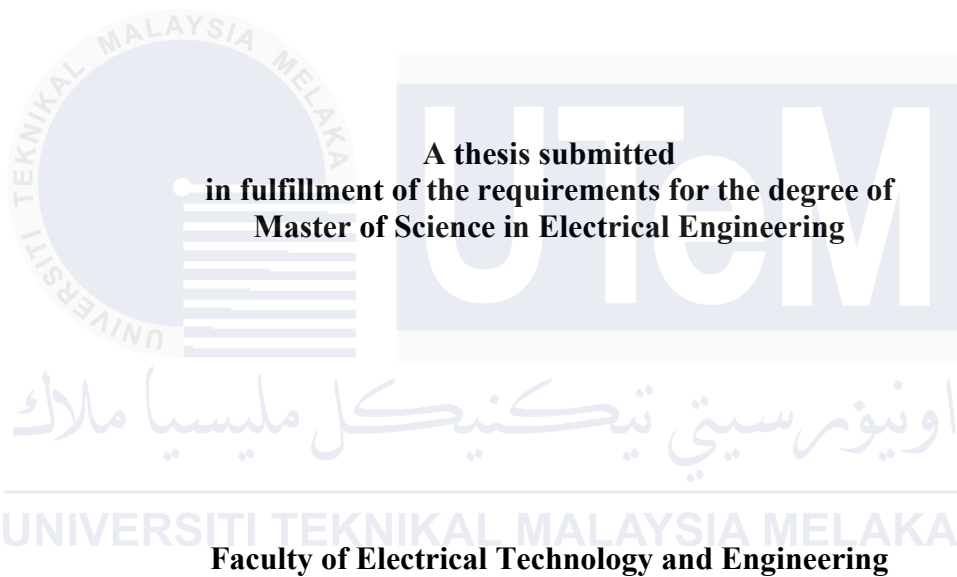 UNIVERSITI TEKNIKAL MALAYSIA MELAKA
UTeM
A thesis submitted
in fulfillment of the requirements for the degree of
Master of Science in Electrical Engineering
اونيۏرسيتي تيكنيكل مليسيا ملاك
UNIVERSITI TEKNIKAL MALAYSIA MELAKA
Faculty of Electrical Technology and Engineering